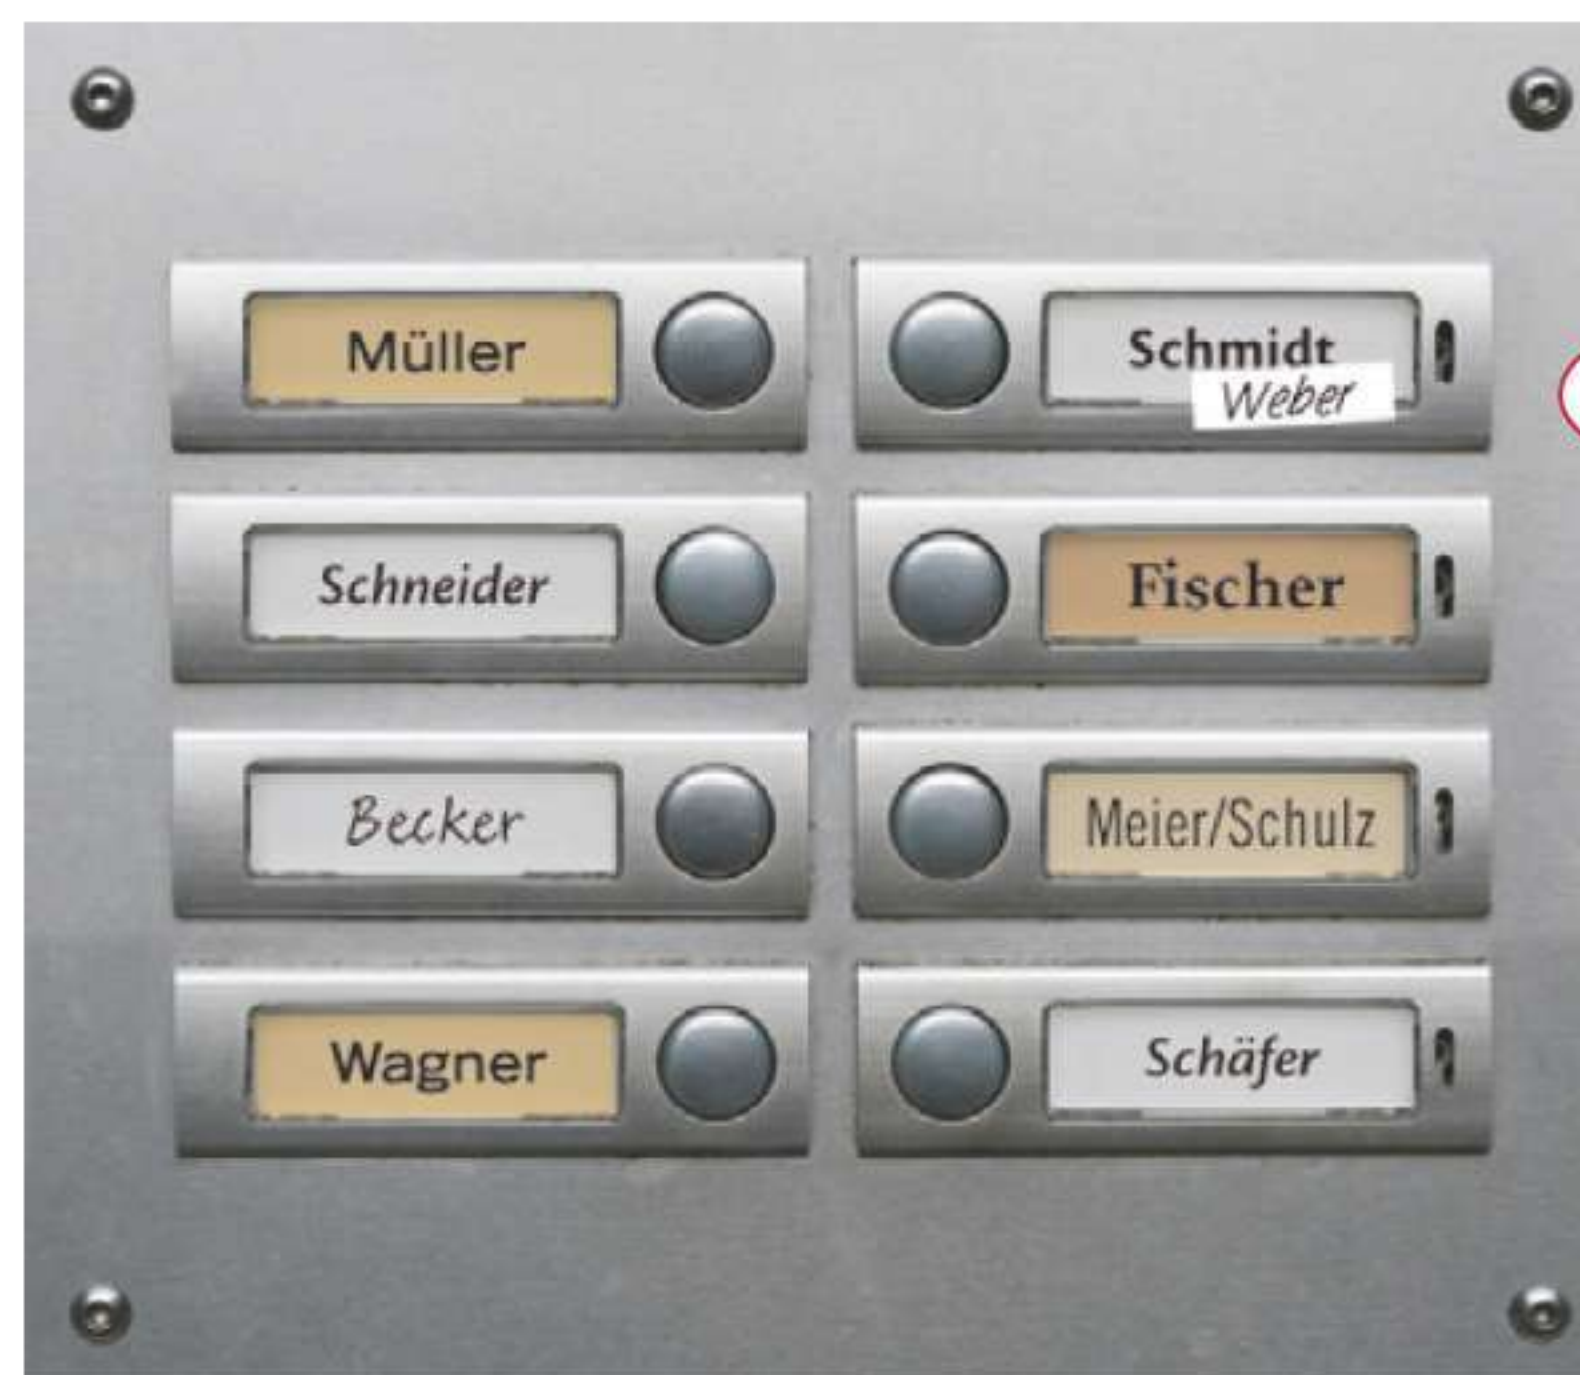 Müller
Schmidt
Weber
Schneider
Fischer
Becker
Meier/Schulz
Wagner
Schäfer